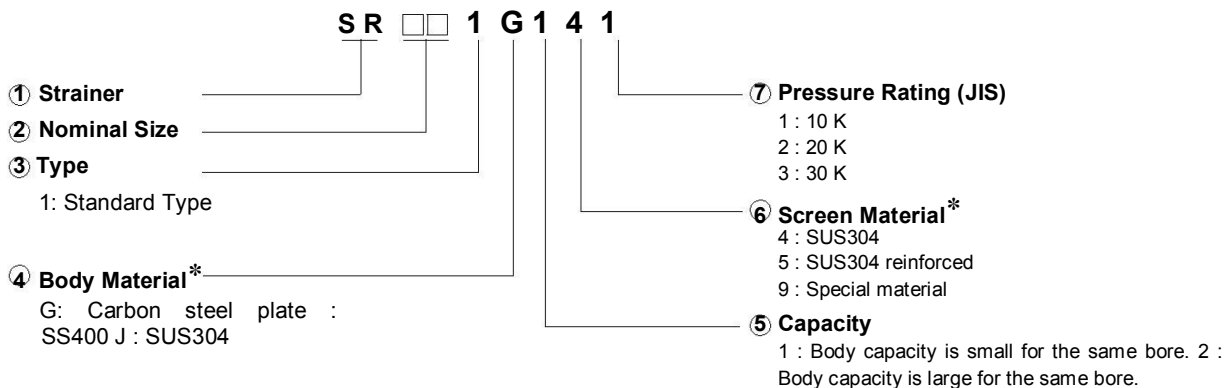 S R □□ 1 G 1 4 1
① Strainer
② Nominal Size
③ Type
1: Standard Type
④ Body Material*
G: Carbon steel plate :
SS400 J : SUS304
⑦ Pressure Rating (JIS)
1 : 10 K
2 : 20 K
3 : 30 K
⑥ Screen Material*
4 : SUS304
5 : SUS304 reinforced
9 : Special material
⑤ Capacity
1 : Body capacity is small for the same bore. 2 :
Body capacity is large for the same bore.